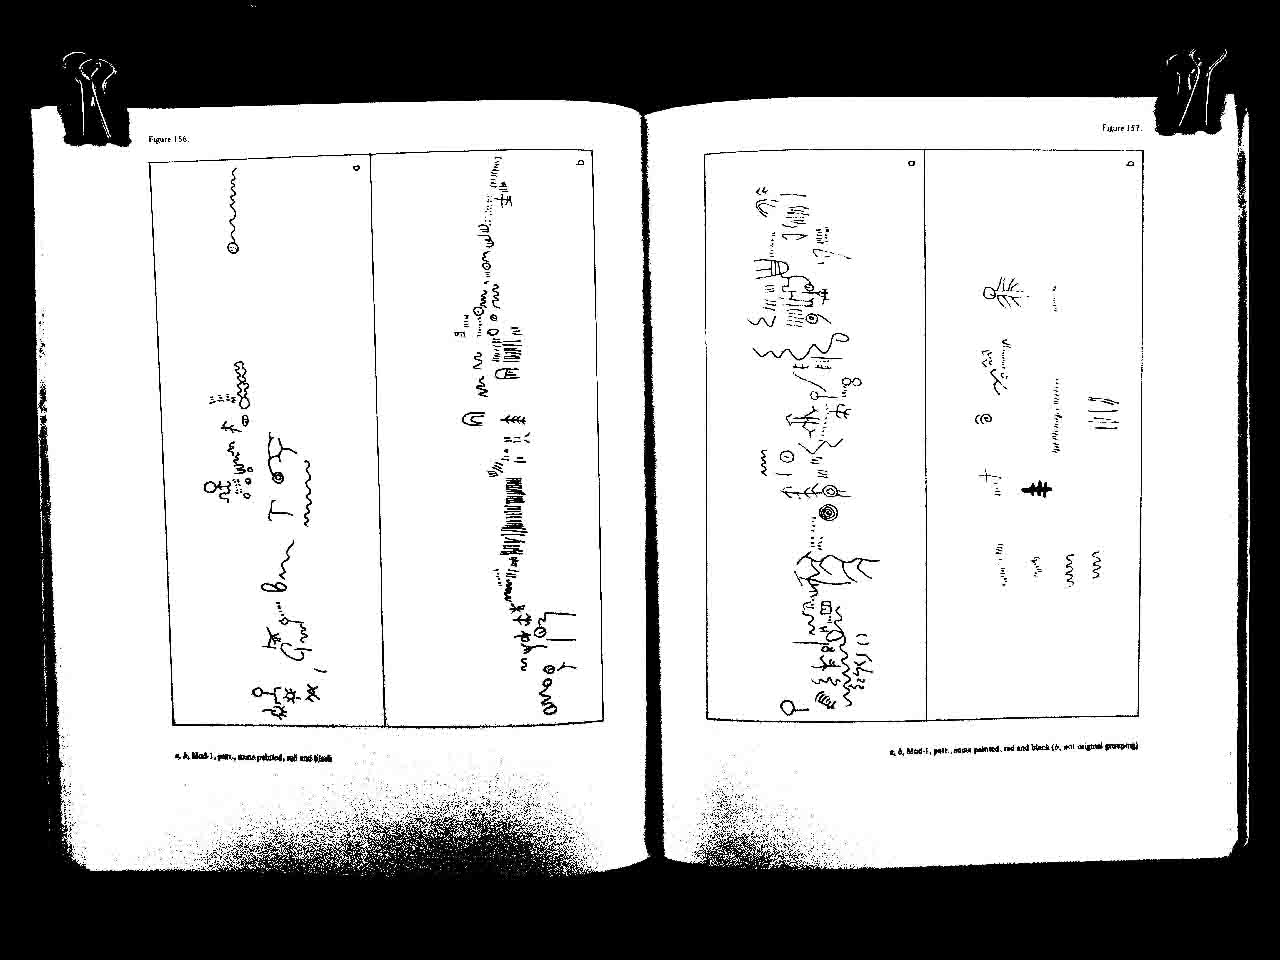 Figure 156.
a
b
a, b, Mod-1, petr., some painted, red and black
Figure 157.
a
b
a, b, Mod-1, petr., some painted, red and black (b, not original grouping)